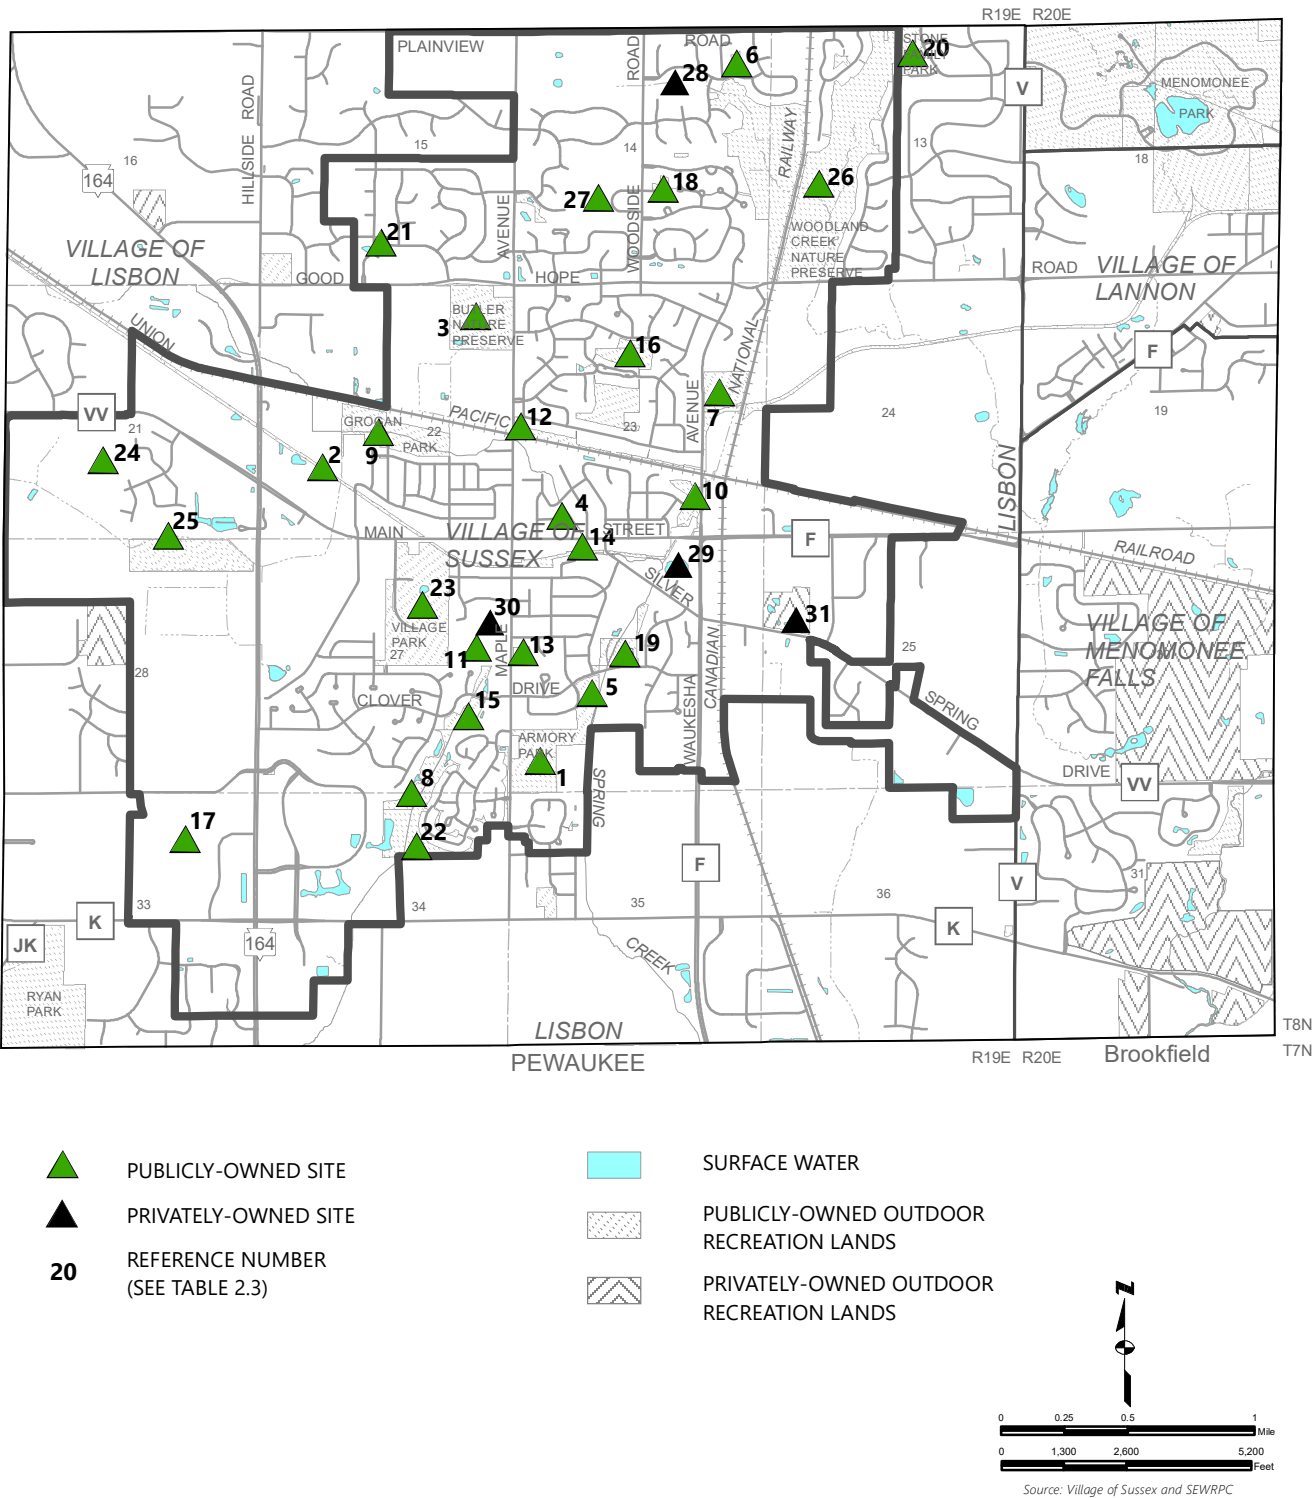 R19E R20E
PLAINVIEW
ROAD
ROAD
6
28
STONE
20
PARK
V
MENOMONEE
PARK
HILLSIDE ROAD
16
15
14
13
18
164
RAILWAY
27
WOODSIDE
18
26
AVENUE
21
WOODLAND
CREEK
NATURE
PRESERVE
VILLAGE OF
LISBON
GOOD
HOPE
ROAD
VILLAGE OF
LANNON
UNION
3
BUTLER
NATURE
PRESERVE
16
NATIONAL
F
VV
21
GROGAN
PARK
22
PACIFIC
12
23
AVENUE
7
24
19
24
9
2
LISBON
10
4
25
MAIN
VILLAGE OF
SUSSEX
STREET
14
F
RAILROAD
29
SILVER
23
30
31
VILLAGE
PARK
27
11
MAPLE
13
19
25
VILLAGE OF
MENOMONEE
FALLS
28
CLOVER
DRIVE
5
WAUKESHA
CANADIAN
SPRING
15
ARMORY
PARK
1
SPRING
8
DRIVE
VV
17
22
F
V
31
33
34
35
36
K
K
JK
164
CREEK
RYAN
PARK
LISBON
PEWAUKEE
R19E R20E
Brookfield
T8N
T7N
PUBLICLY-OWNED SITE
PRIVATELY-OWNED SITE
20
REFERENCE NUMBER
(SEE TABLE 2.3)
SURFACE WATER
PUBLICLY-OWNED OUTDOOR
RECREATION LANDS
PRIVATELY-OWNED OUTDOOR
RECREATION LANDS
Z
0 0.25 0.5 1
Mile
0 1,300 2,600 5,200
Feet
Source: Village of Sussex and SEWRPC